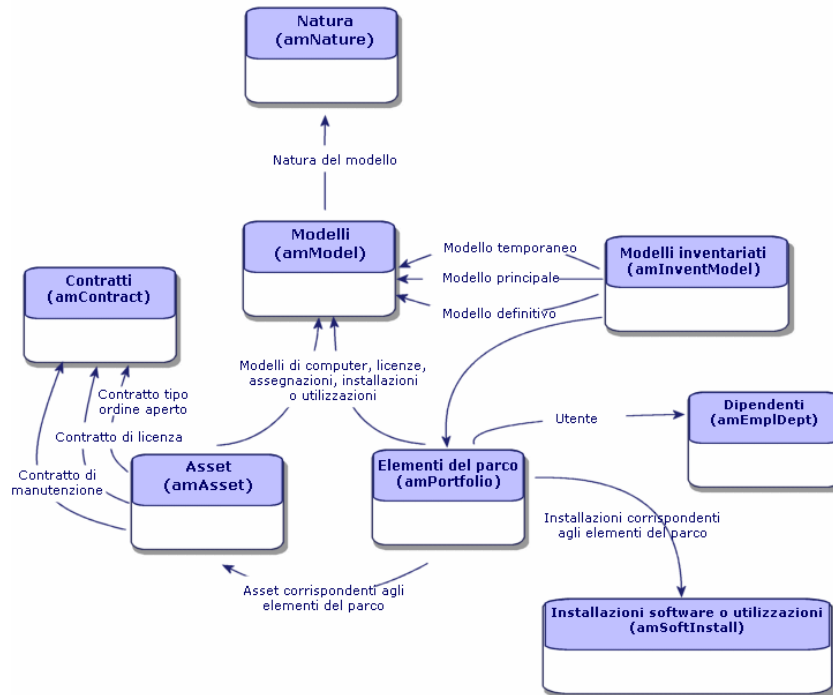 Natura
(amNature)
Natura del modello
Modelli
(amModel)
Modello temporaneo
Modello principale
Modello definitivo
Modelli inventariati
(amInventModel)
Contratti
(amContract)
Modelli di computer, licenze,
assegnazioni, installazioni
o utilizzazioni
Contratto tipo
ordine aperto
Contratto di licenza
Contratto di
manutenzione
Utente
Dipendenti
(amEmplDept)
Asset
(amAsset)
Elementi del parco
(amPortfolio)
Installazioni corrispondenti
agli elementi del parco
Asset corrispondenti agli
elementi del parco
Installazioni software o utilizzazioni
(amSoftInstall)